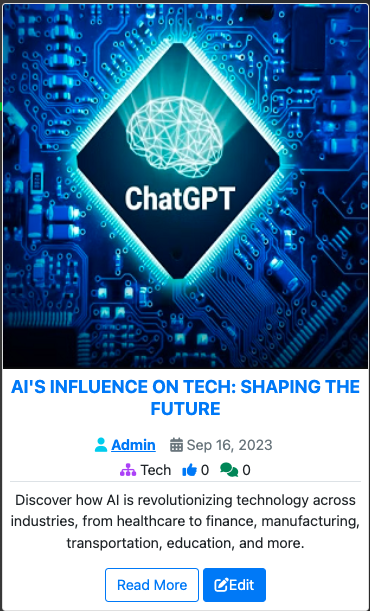 ChatGPT
AI'S INFLUENCE ON TECH: SHAPING THE
FUTURE
Admin Sep 16, 2023
Tech 0 0
Discover how AI is revolutionizing technology across
industries, from healthcare to finance, manufacturing,
transportation, education, and more.
Read More Edit